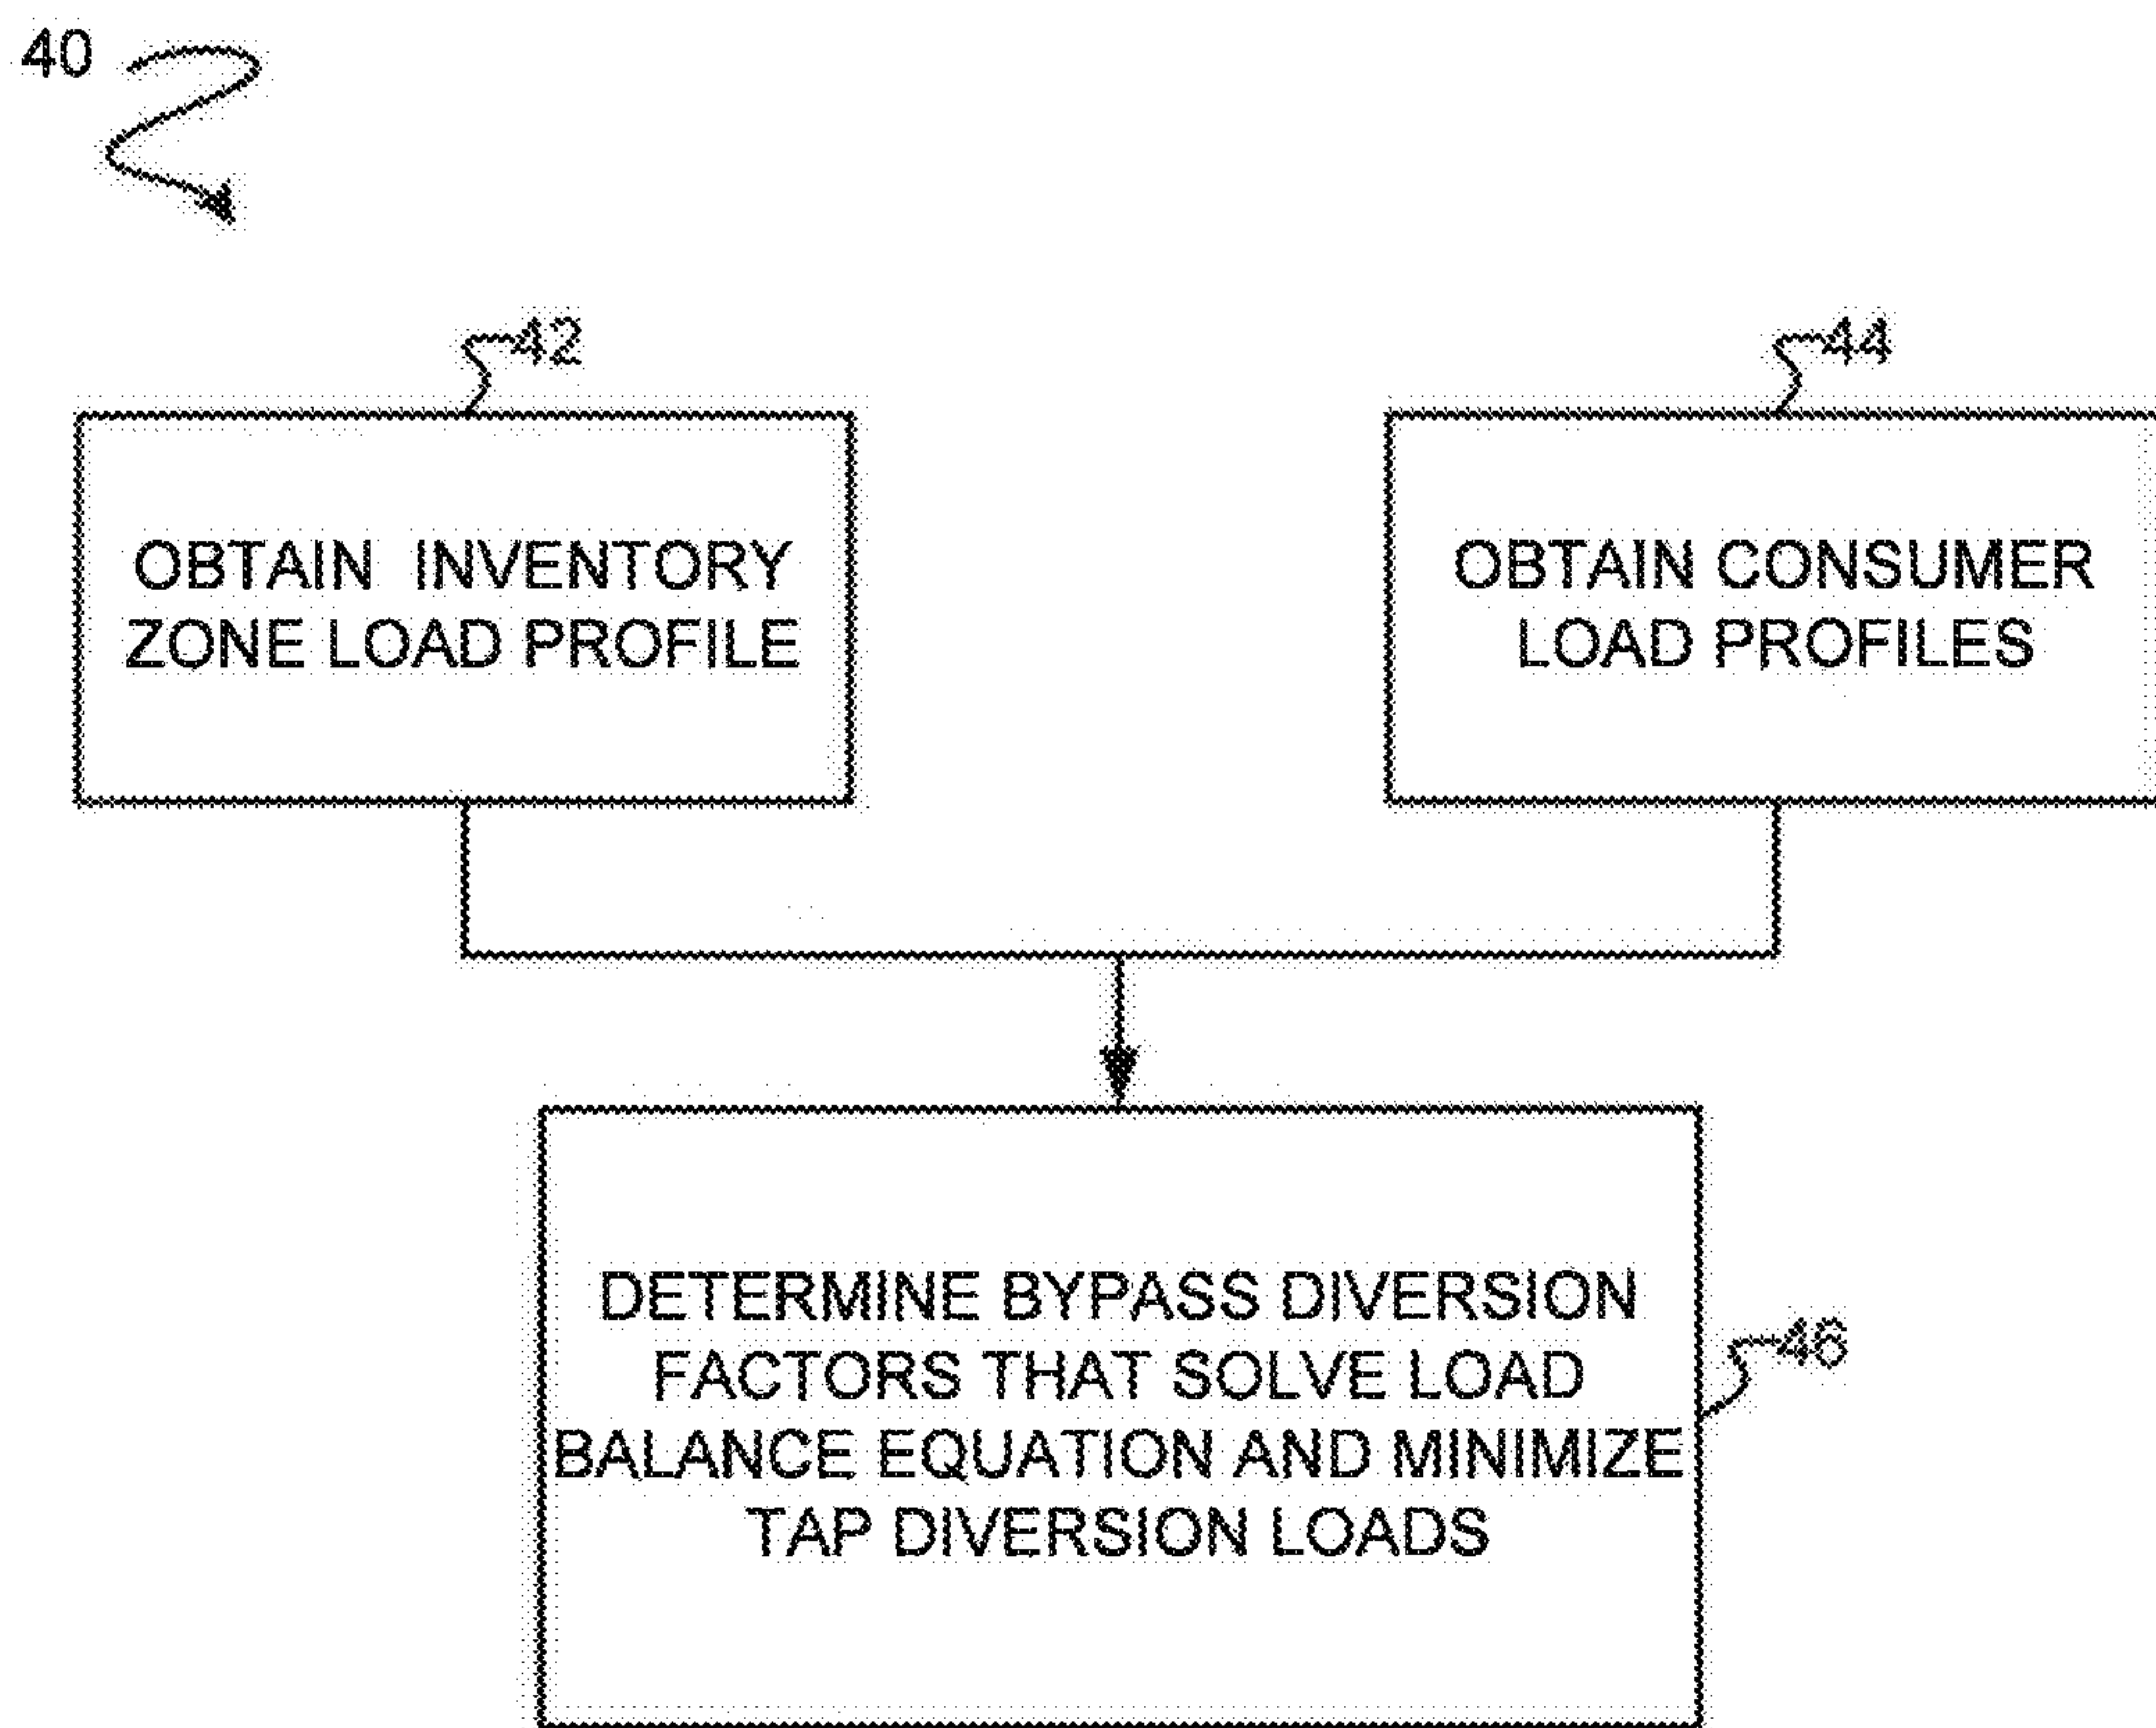 40
42
44
OBTAIN INVENTORY
ZONE LOAD PROFILE
OBTAIN CONSUMER
LOAD PROFILES
DETERMINE BYPASS DIVERSION
FACTORS THAT SOLVE LOAD
BALANCE EQUATION AND MINIMIZE
TAP DIVERSION LOADS
46